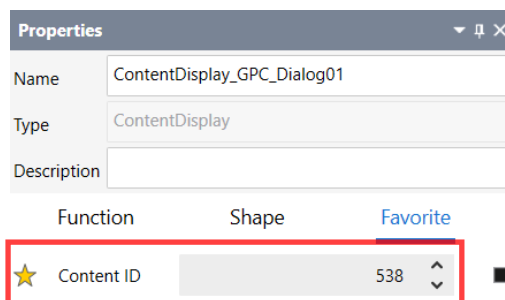 Properties
Name ContentDisplay_GPC_Dialog01
Type ContentDisplay
Description
Function Shape Favorite
Content ID 538